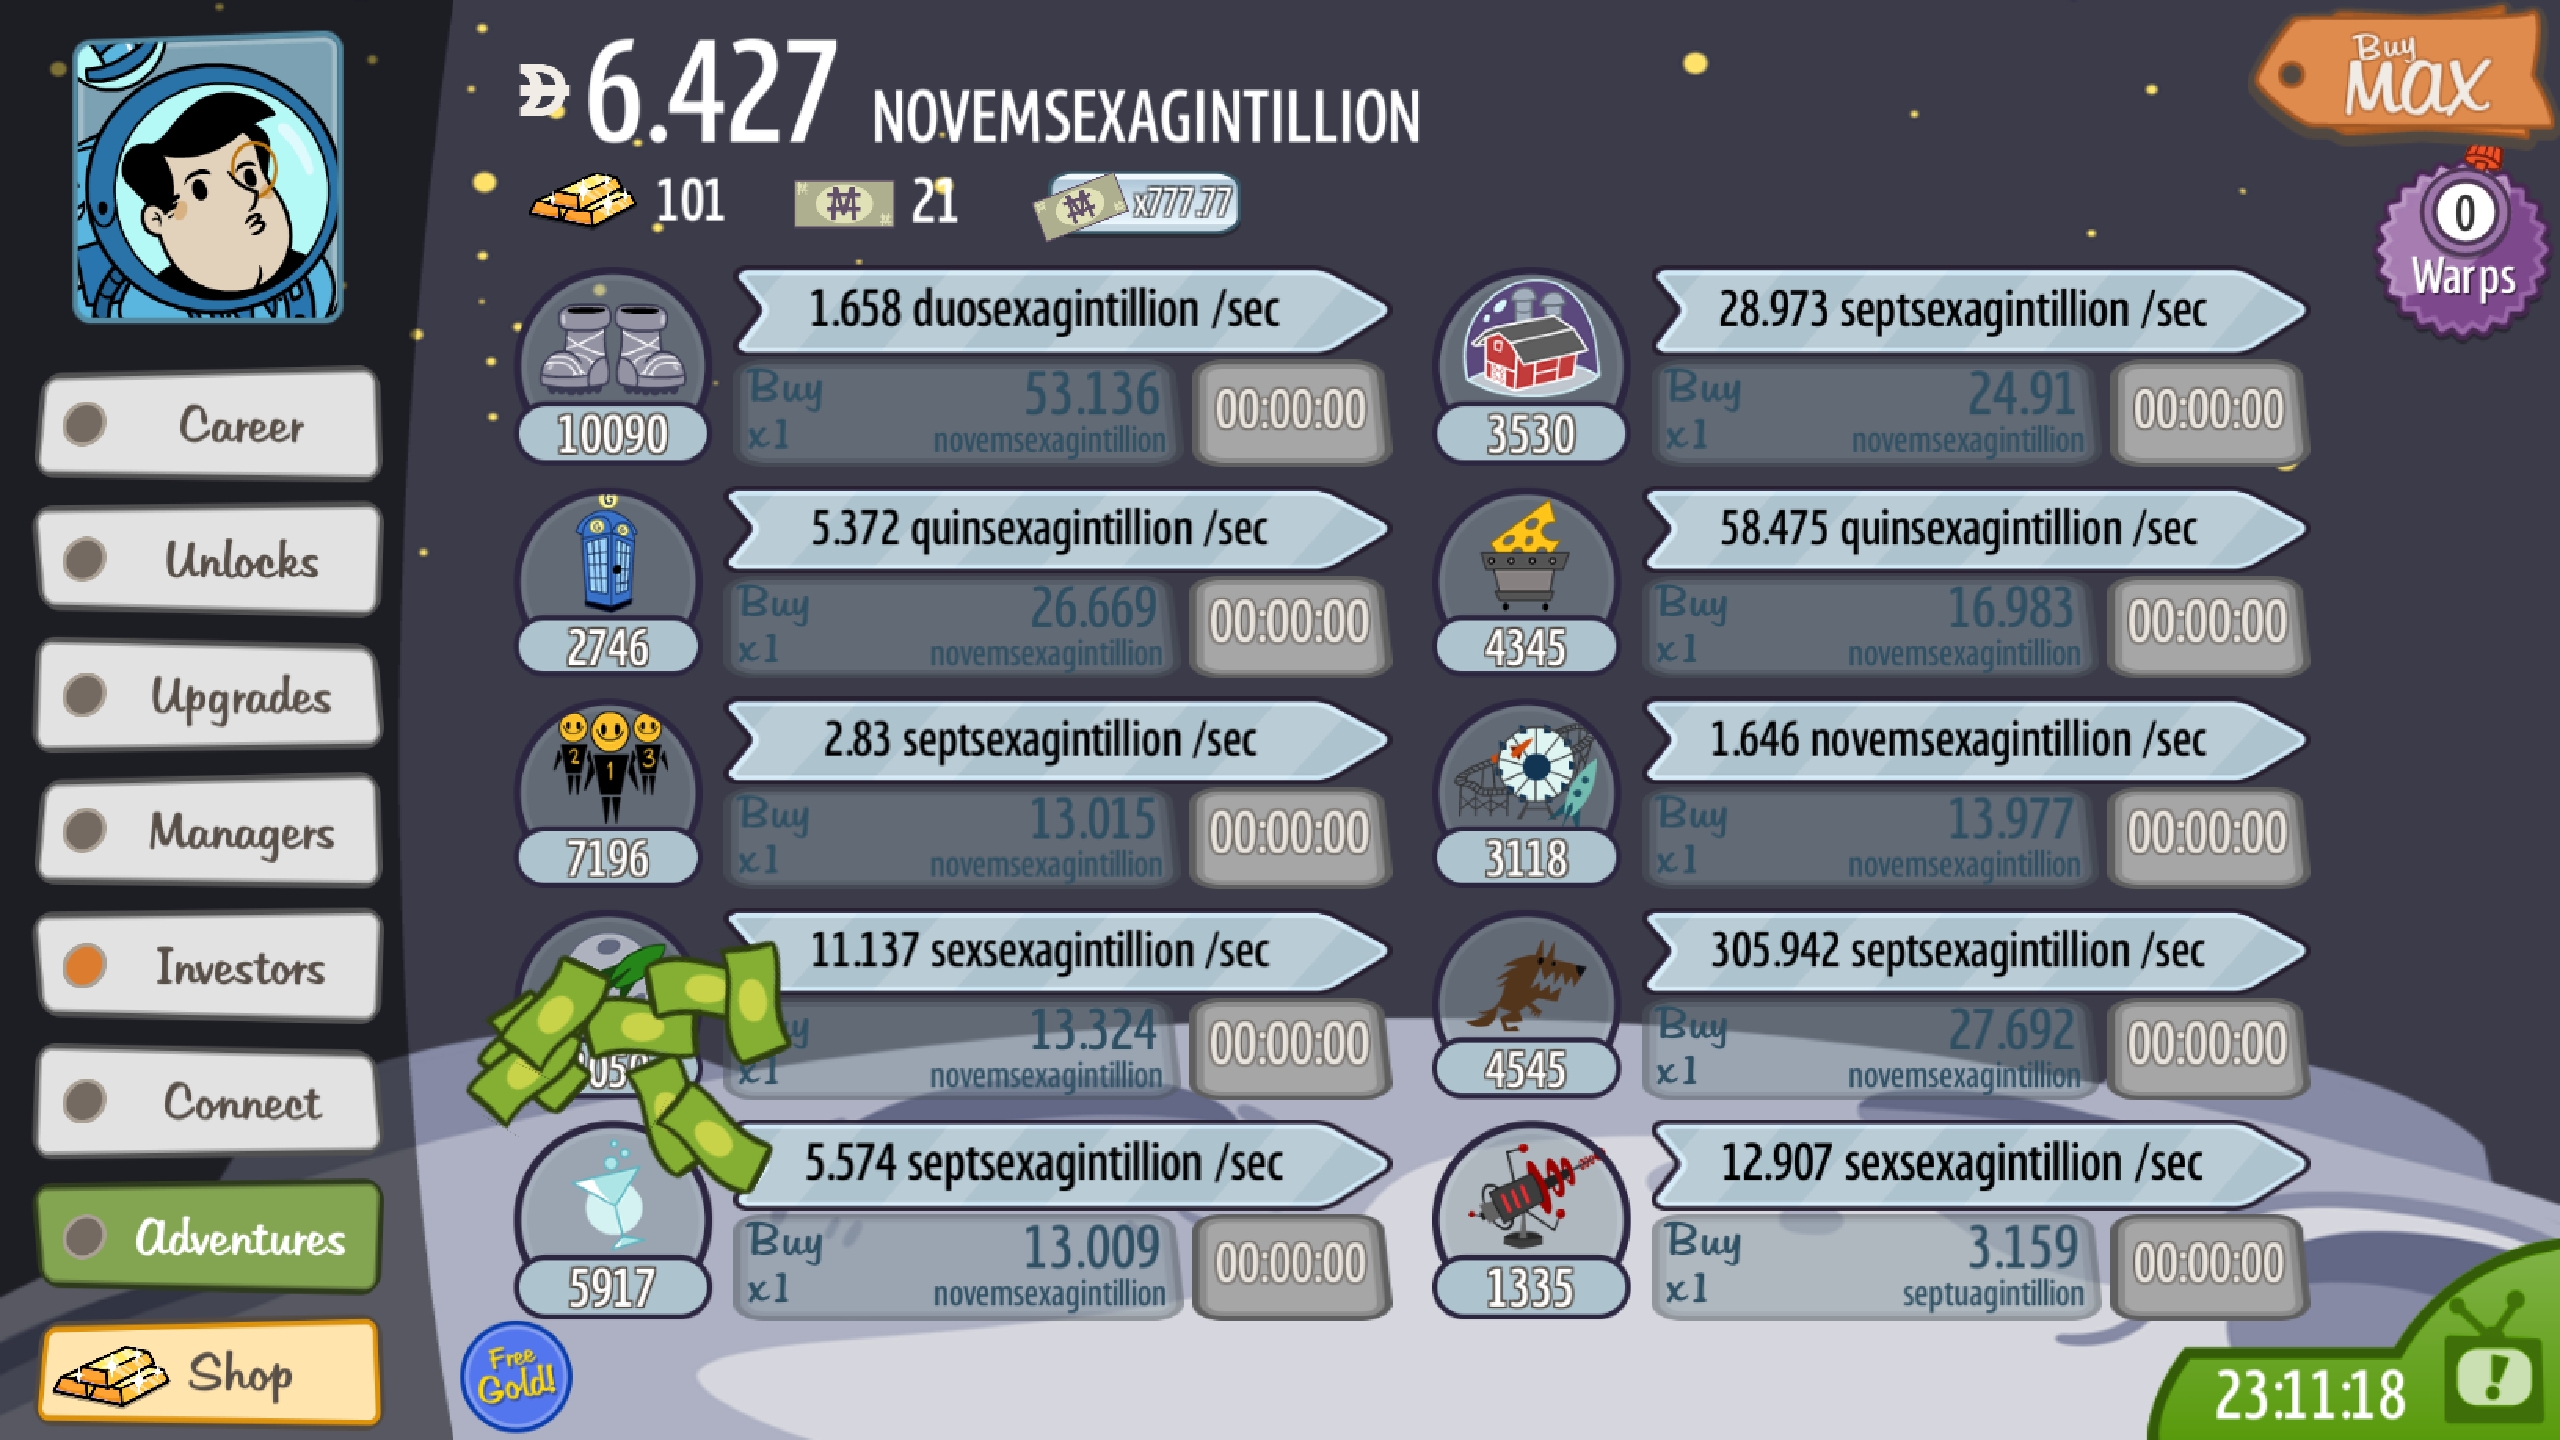 6.427 NOVEMSEXAGINTILLION
Buy
MAX
101 21 x777.77
0
Warps
Career
Unlocks
Upgrades
Managers
Investors
Connect
Adventures
Shop
1.658 duosexagintillion /sec
Buy 53.136
x1 novemsexagintillion
00:00:00
10090
28.973 septsexagintillion /sec
Buy 24.91
x1 novemsexagintillion
00:00:00
3530
G
5.372 quinsexagintillion /sec
Buy 26.669
x1 novemsexagintillion
00:00:00
2746
58.475 quinsexagintillion /sec
Buy 16.983
x1 novemsexagintillion
00:00:00
4345
2 1 3
2.83 septsexagintillion /sec
Buy 13.015
x1 novemsexagintillion
00:00:00
7196
1.646 novemsexagintillion /sec
Buy 13.977
x1 novemsexagintillion
00:00:00
3118
11.137 sexsexagintillion /sec
13.324
x1 novemsexagintillion
00:00:00
305.942 septsexagintillion /sec
Buy 27.692
x1 novemsexagintillion
00:00:00
4545
5.574 septsexagintillion /sec
Buy 13.009
x1 novemsexagintillion
00:00:00
5917
12.907 sexsexagintillion /sec
Buy 3.159
x1 septuagintillion
00:00:00
1335
Free
Gold!
23:11:18
!